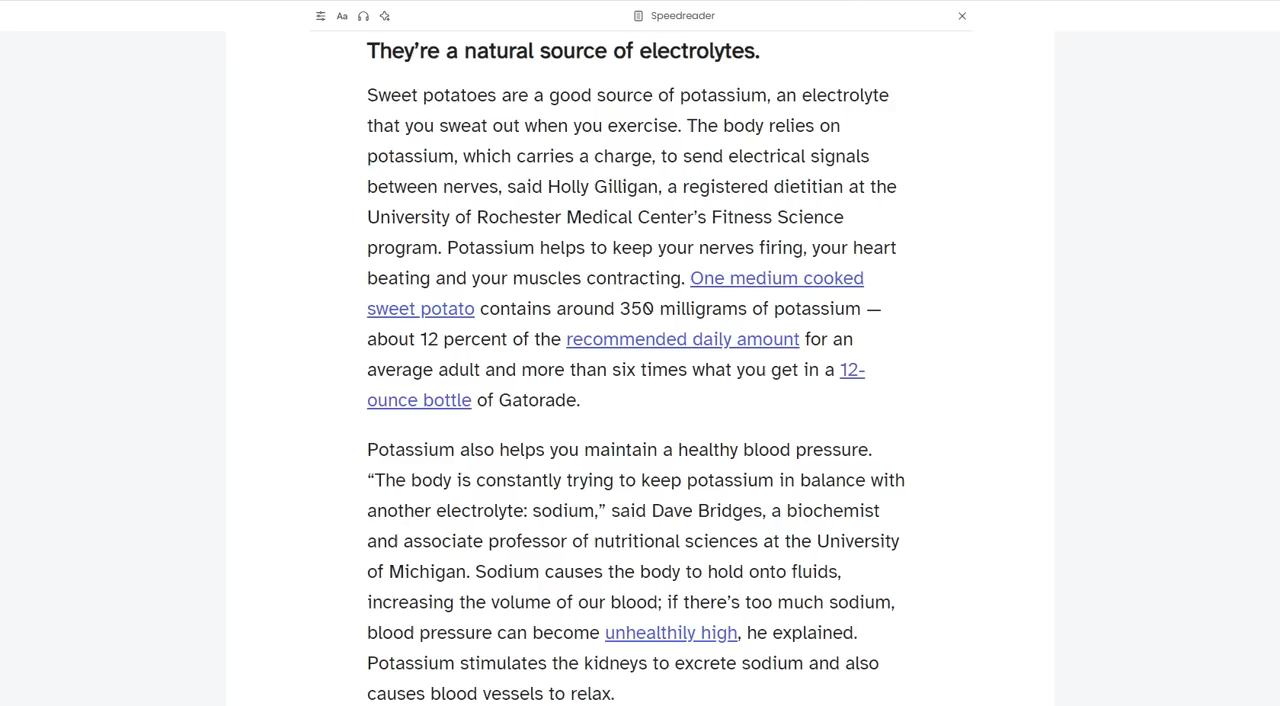 Aa
Speedreader
They’re a natural source of electrolytes.
Sweet potatoes are a good source of potassium, an electrolyte
that you sweat out when you exercise. The body relies on
potassium, which carries a charge, to send electrical signals
between nerves, said Holly Gilligan, a registered dietitian at the
University of Rochester Medical Center’s Fitness Science
program. Potassium helps to keep your nerves firing, your heart
beating and your muscles contracting. One medium cooked
sweet potato contains around 350 milligrams of potassium —
about 12 percent of the recommended daily amount for an
average adult and more than six times what you get in a 12-
ounce bottle of Gatorade.
Potassium also helps you maintain a healthy blood pressure.
“The body is constantly trying to keep potassium in balance with
another electrolyte: sodium,” said Dave Bridges, a biochemist
and associate professor of nutritional sciences at the University
of Michigan. Sodium causes the body to hold onto fluids,
increasing the volume of our blood; if there’s too much sodium,
blood pressure can become unhealthily high, he explained.
Potassium stimulates the kidneys to excrete sodium and also
causes blood vessels to relax.